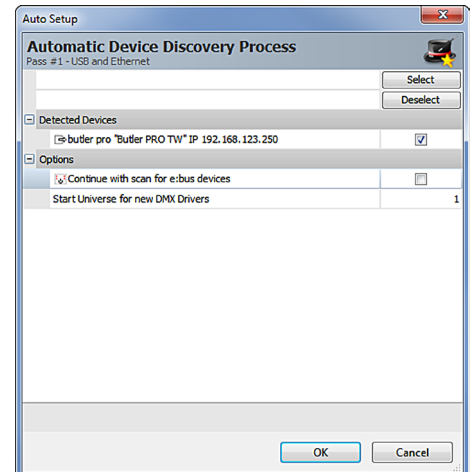 Auto Setup
Automatic Device Discovery Process
Pass #1 - USB and Ethernet
Select
Deselect
Detected Devices
butler pro "Butler PRO TW" IP 192.168.123.250
Options
Continue with scan for e:bus devices
Start Universe for new DMX Drivers 1
OK Cancel